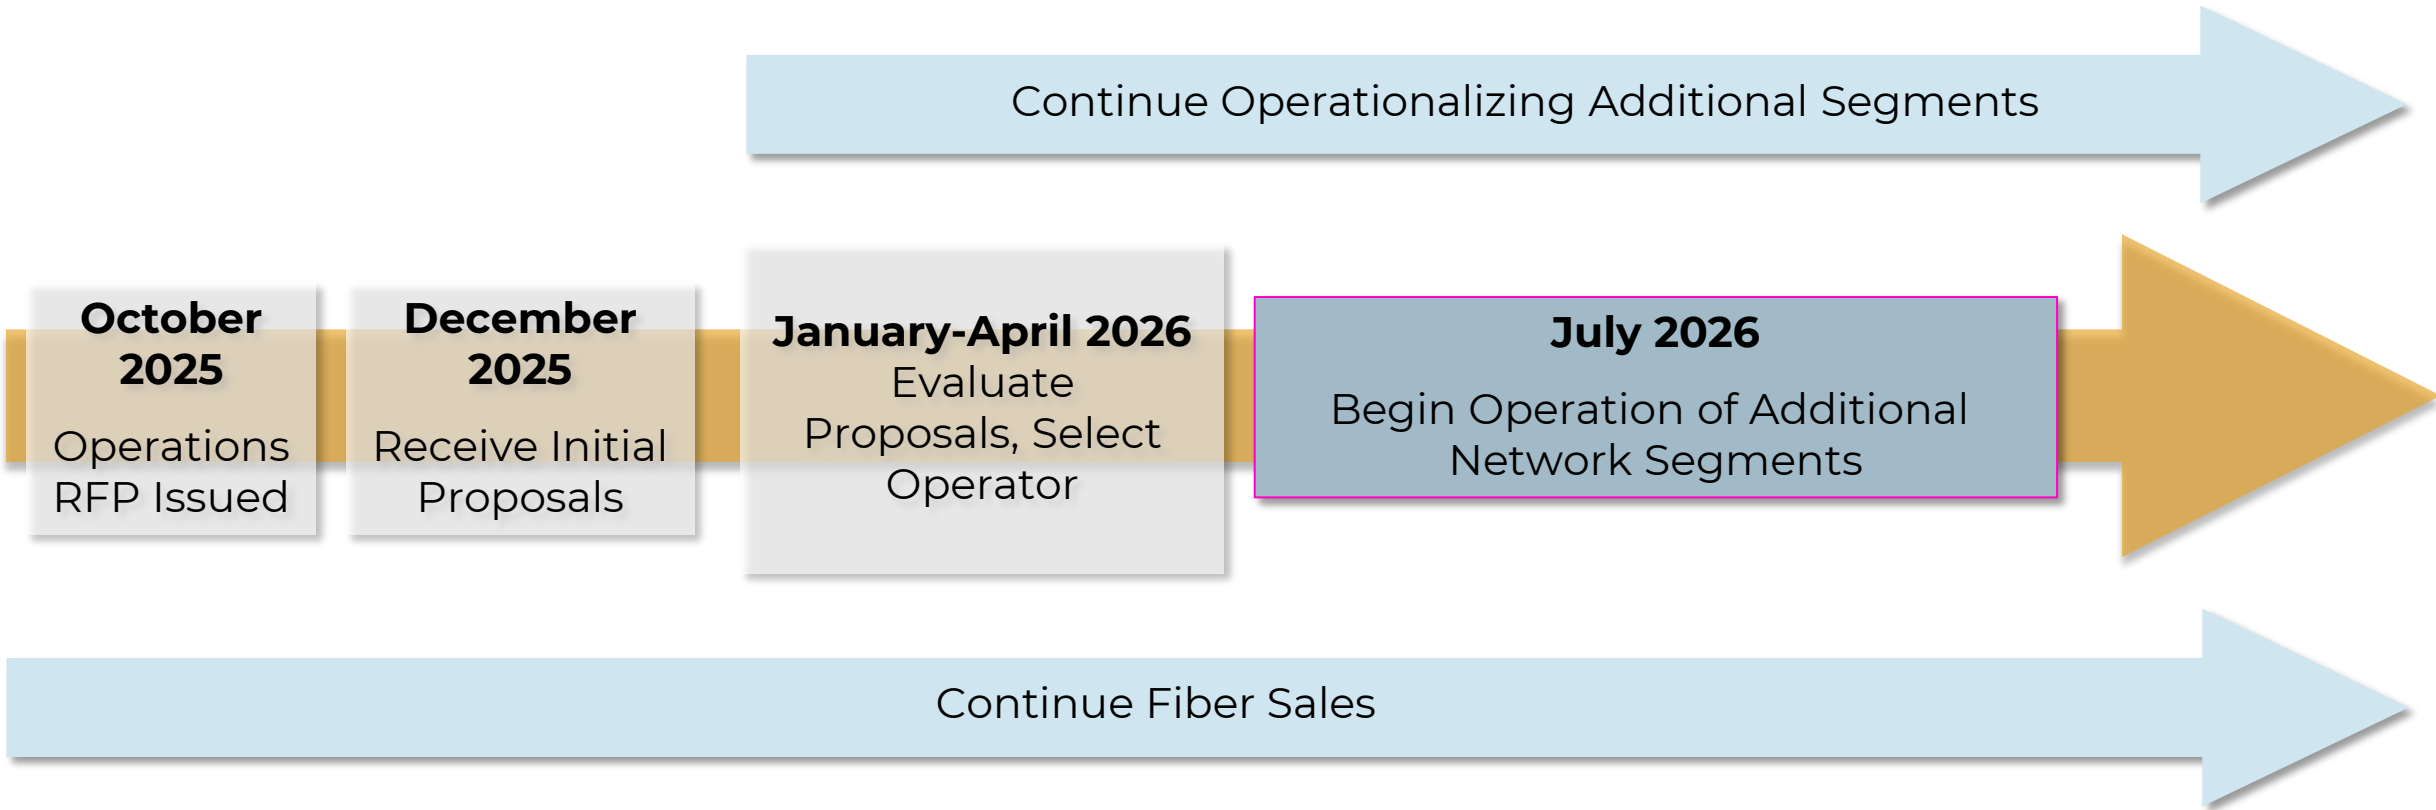 Continue Operationalizing Additional Segments
October
2025
Operations
RFP Issued
December
2025
Receive Initial
Proposals
January-April 2026
Evaluate
Proposals, Select
Operator
July 2026
Begin Operation of Additional
Network Segments
Continue Fiber Sales